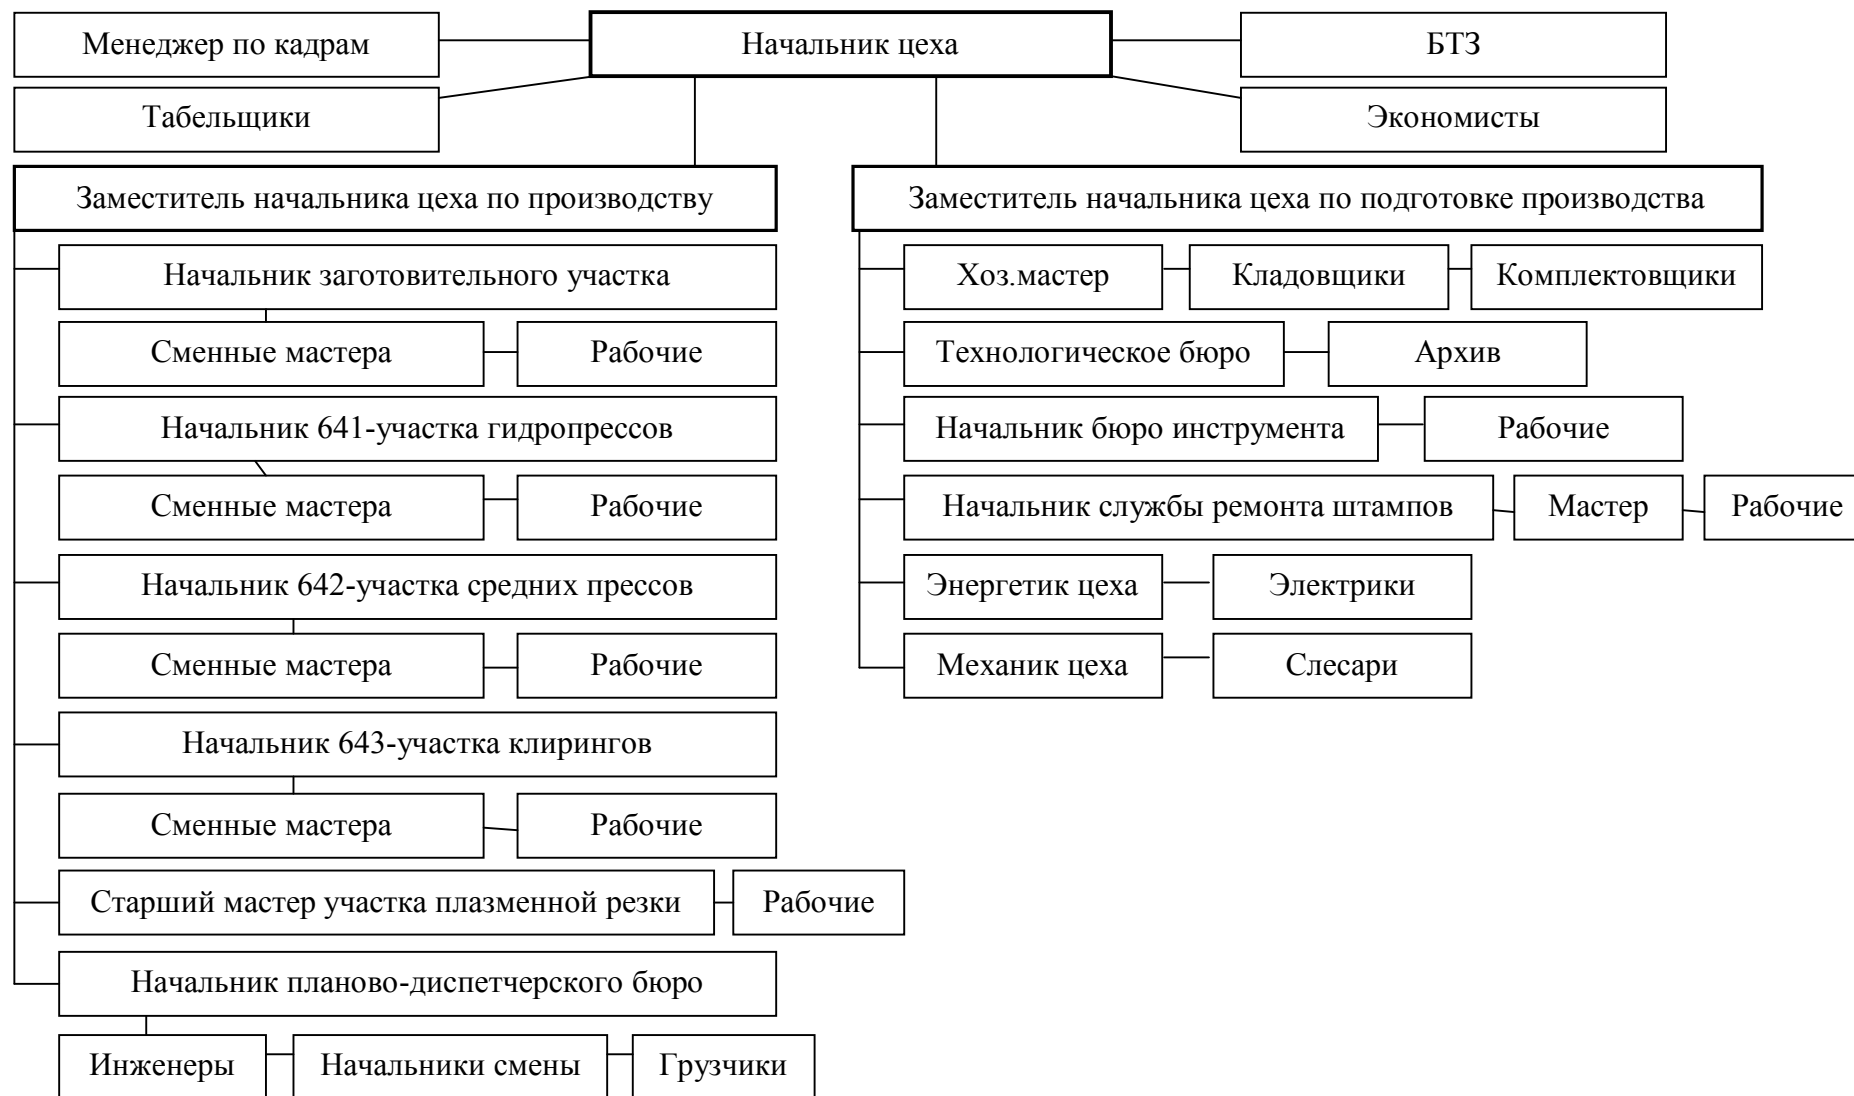 Менеджер по кадрам
Начальник цеха
БТЗ
Табельщики
Экономисты
Заместитель начальника цеха по производству
Заместитель начальника цеха по подготовке производства
Начальник заготовительного участка
Хоз.мастер
Кладовщики
Комплектовщики
Сменные мастера
Рабочие
Технологическое бюро
Архив
Начальник 641-участка гидропрессов
Начальник бюро инструмента
Рабочие
Сменные мастера
Рабочие
Начальник службы ремонта штампов
Мастер
Рабочие
Начальник 642-участка средних прессов
Энергетик цеха
Электрики
Сменные мастера
Рабочие
Механик цеха
Слесари
Начальник 643-участка клирингов
Сменные мастера
Рабочие
Старший мастер участка плазменной резки
Рабочие
Начальник планово-диспетчерского бюро
Инженеры
Начальники смены
Грузчики